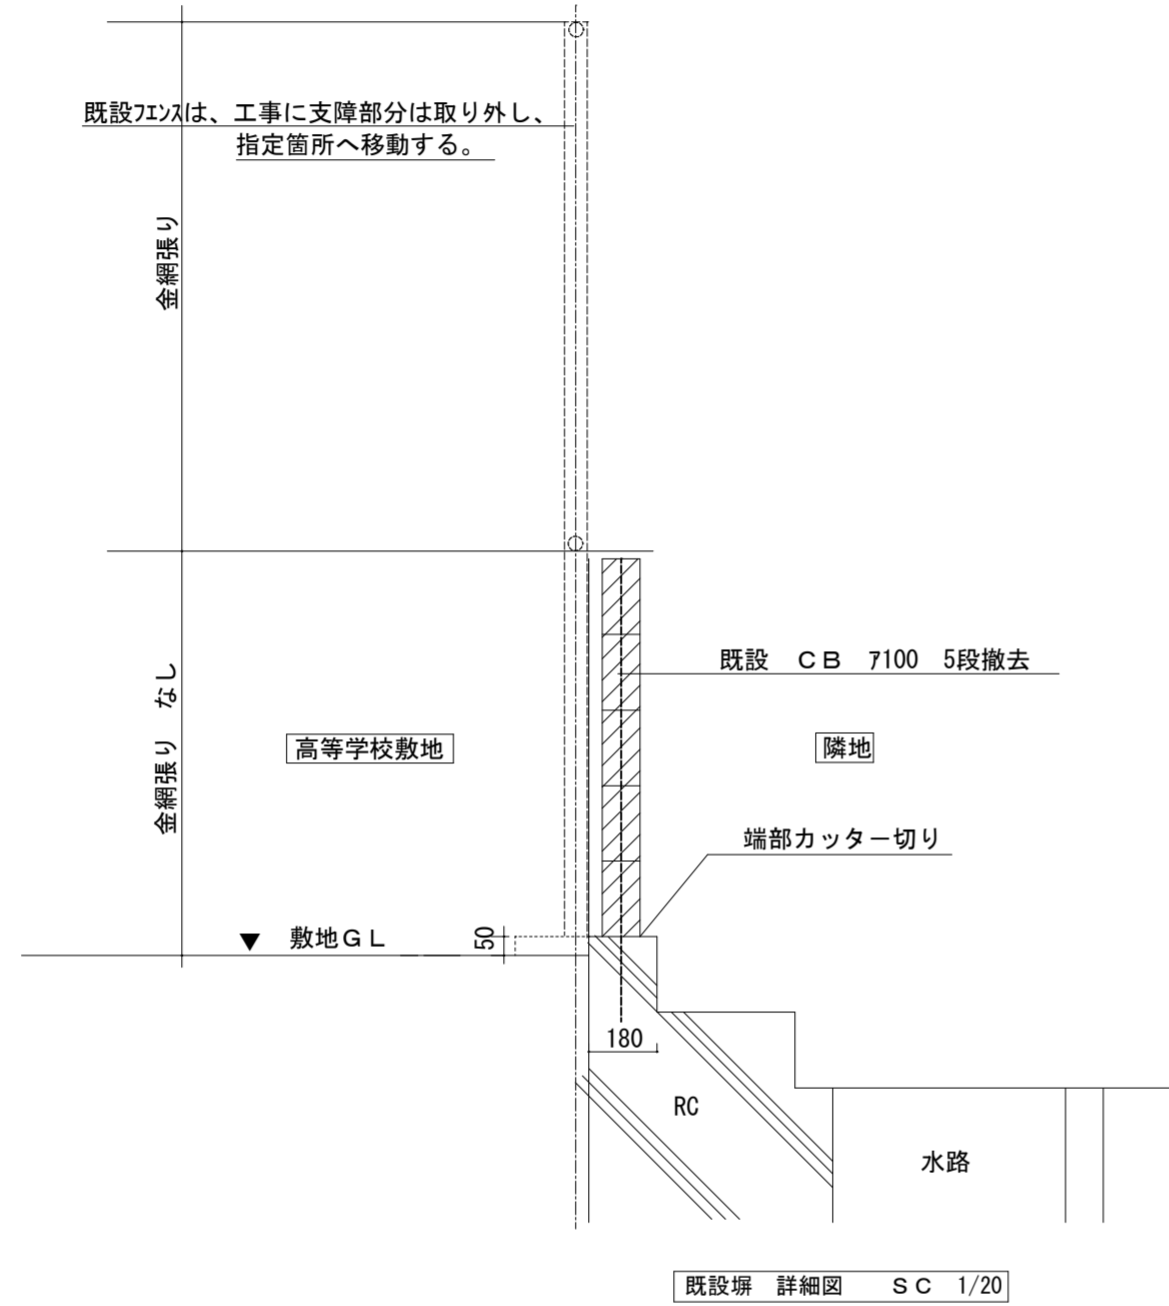 既設ﾌｴﾝｽは、工事に支障部分は取り外し、
指定箇所へ移動する。
金網張り
既設 ＣＢ ｱ100 5段撤去
金網張り なし
高等学校敷地
隣地
端部カッター切り
敷地ＧＬ
50
180
RC
水路
既設塀 詳細図 ＳＣ 1/20